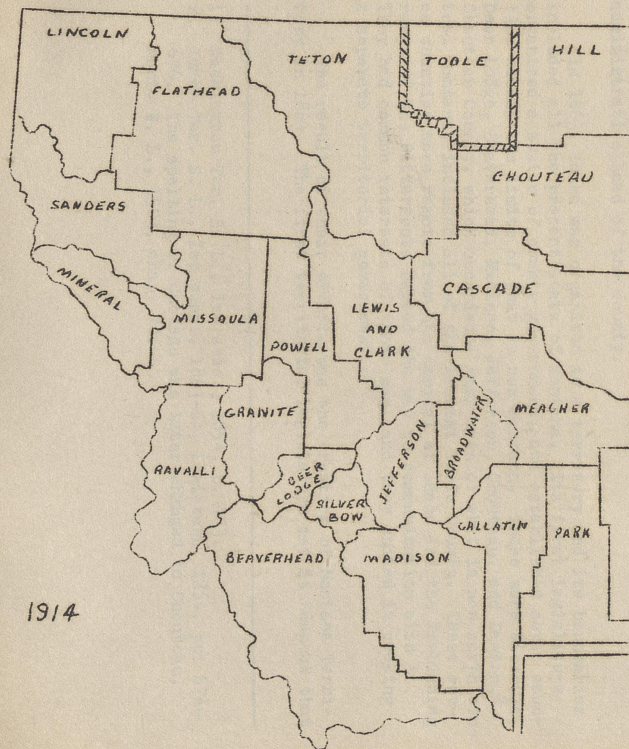 LINCOLN
FLATHEAD
TETON
TOOLE
HILL
CHOUTEAU
SANDERS
MINERAL
MISSOULA
POWELL
LEWIS
AND
CLARK
CASCADE
MEAGHER
GRANITE
RAVALLI
DEER
LODGE
SILVER
BOW
JEFFERSON
BROADWATER
GALLATIN
PARK
BEAVERHEAD
MADISON
1914